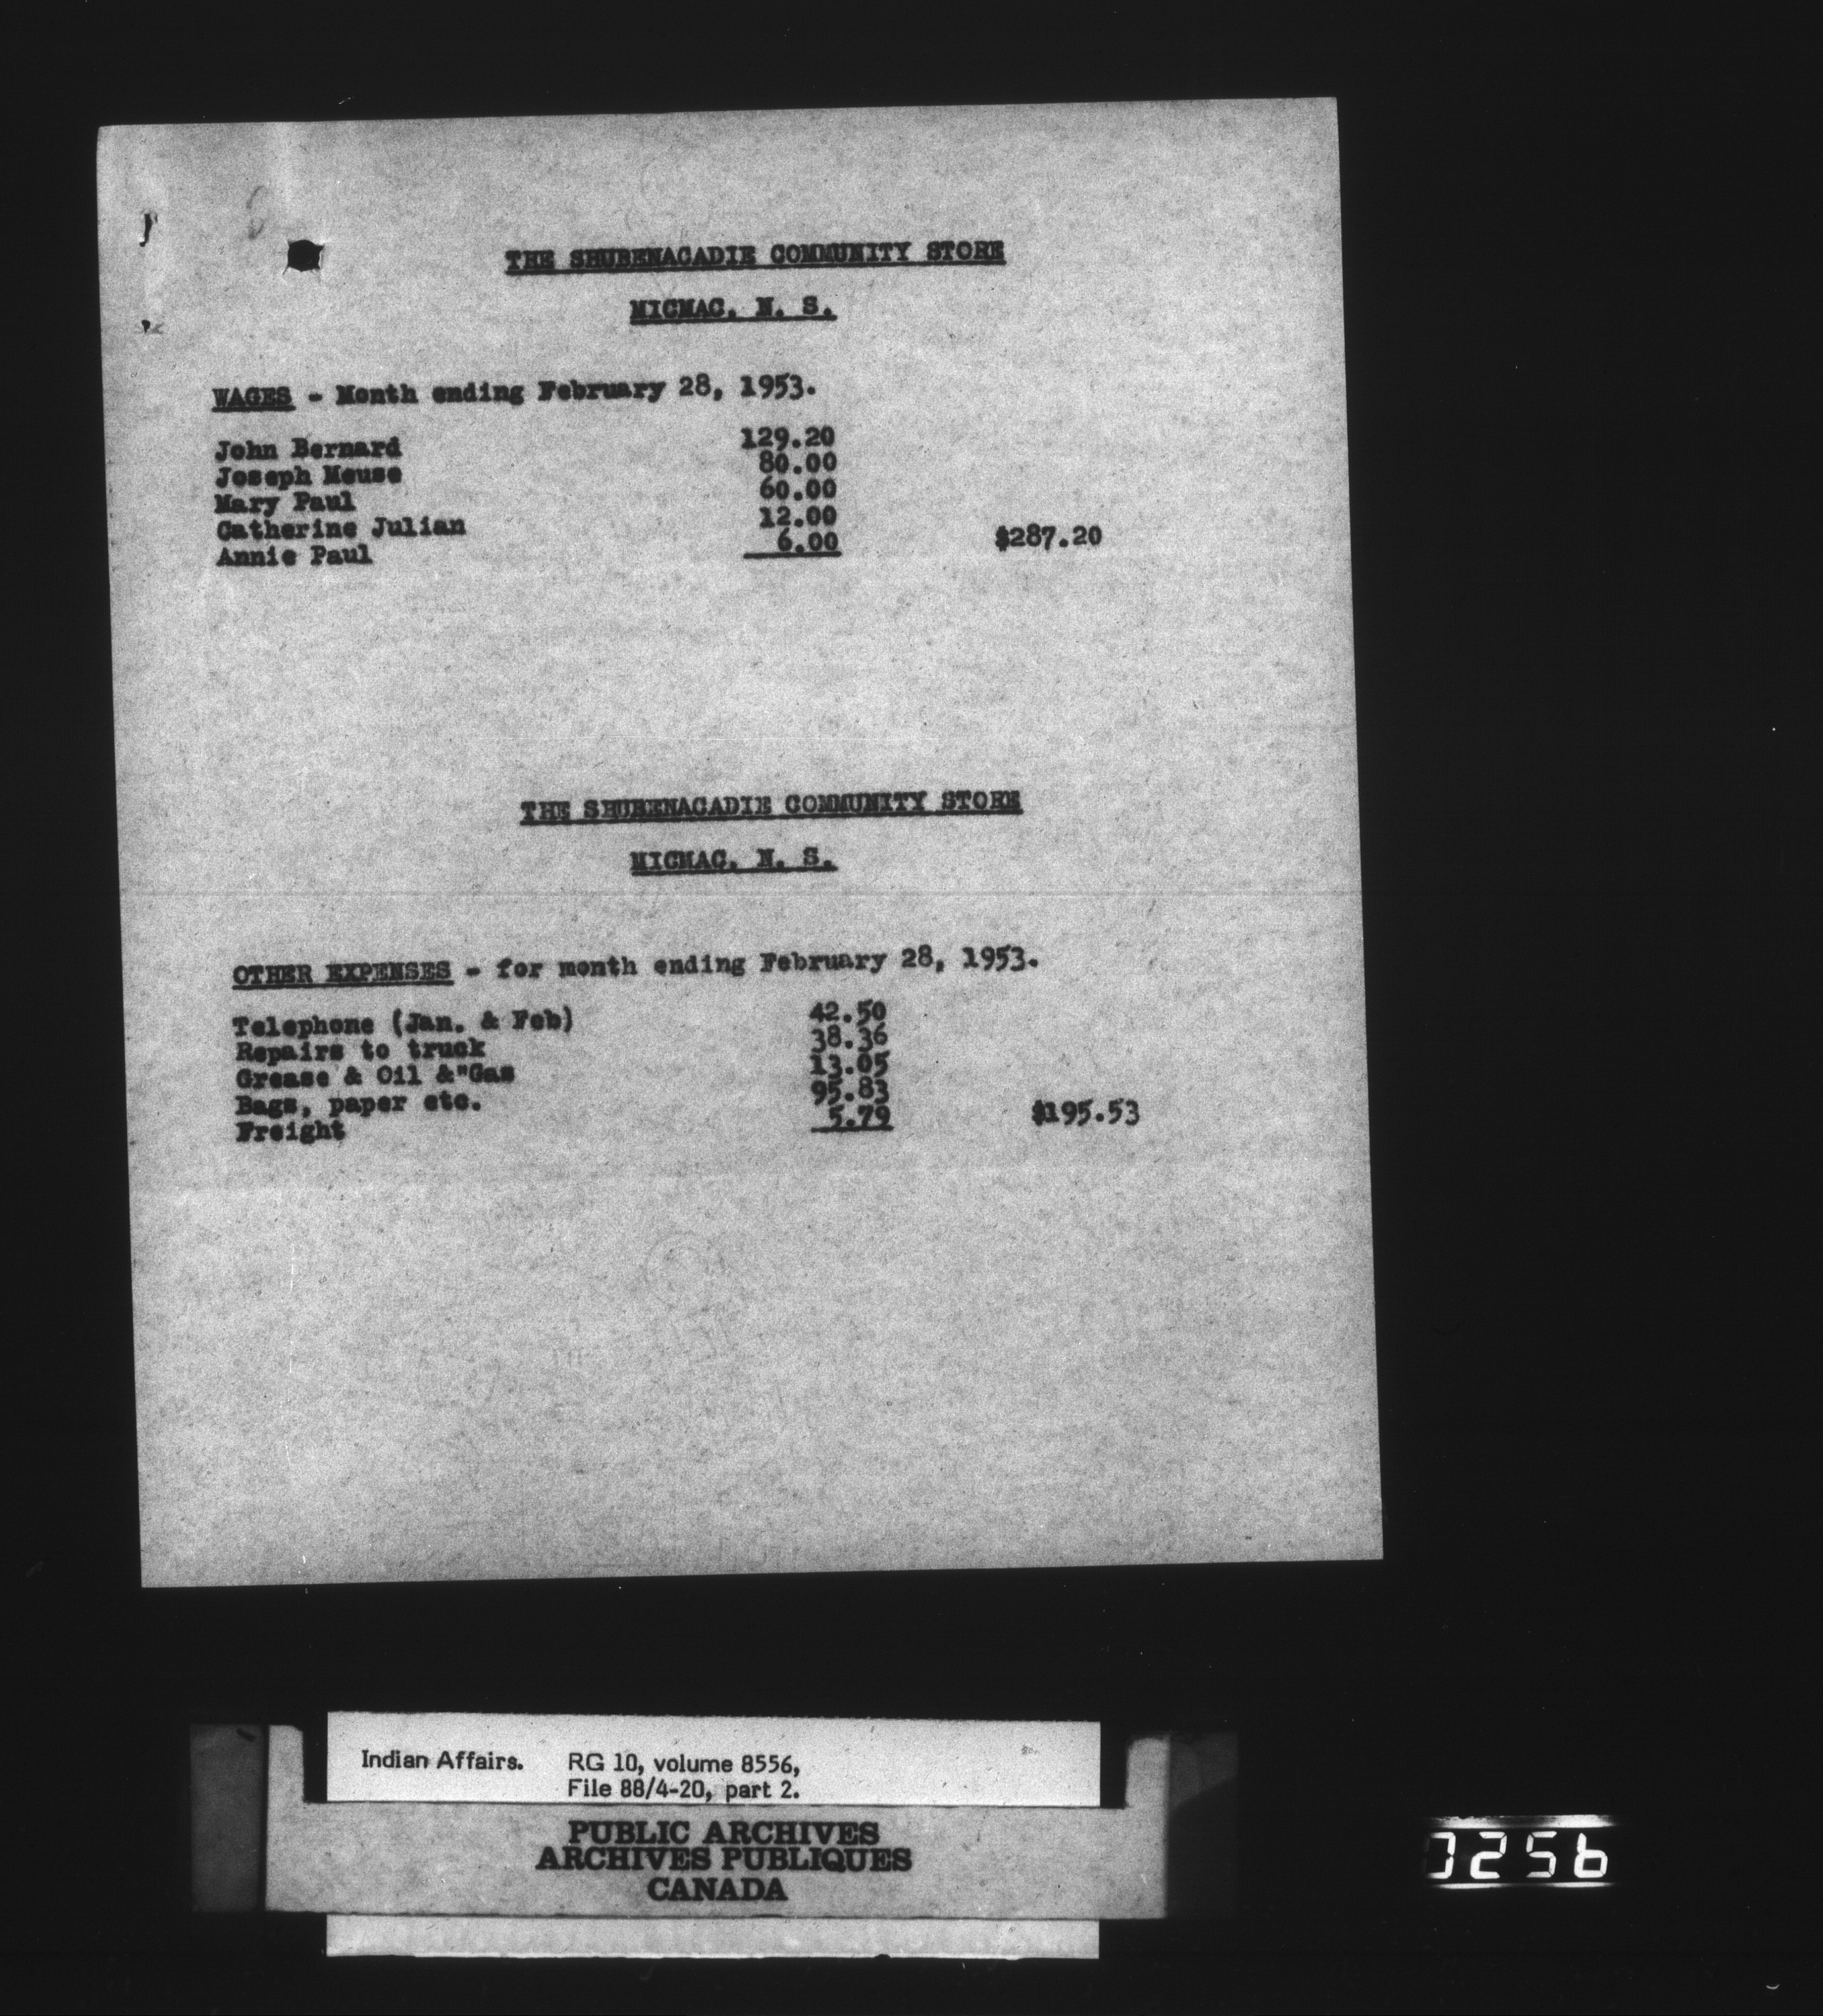 THE SHUBENACADIE COMMUNITY STORE
MICMAC. N. S.
WAGES - Month ending February 28, 1953.
John Bernard 129.20
Joseph Meuse 80.00
Mary Paul 60.00
Catherine Julian 12.00
Annie Paul 6.00 $287.20
THE SHUBENACADIE COMMUNITY STORE
MICMAC. N. S.
OTHER EXPENSES - for month ending February 28, 1953.
Telephone (Jan. & Feb) 42.50
Repairs to truck 38.36
Grease & Oil &"Gas 13.05
Bags, paper etc. 95.83
Freight 5.79 $195.53
Indian Affairs. RG 10, volume 8556,
File 88/4-20, part 2.
PUBLIC ARCHIVES
ARCHIVES PUBLIQUES
CANADA
0256